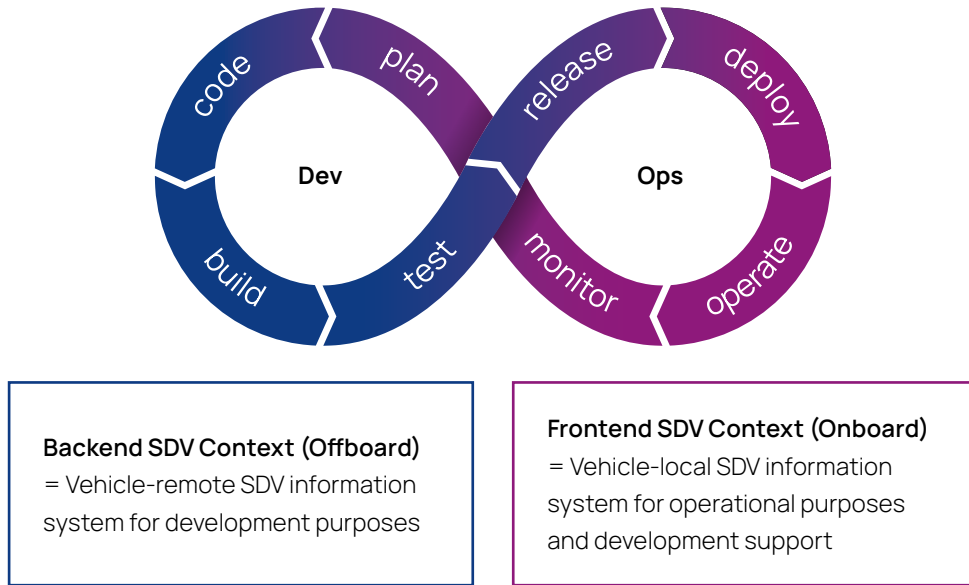 code
plan
release
deploy
Dev
Ops
build
test
monitor
operate
Backend SDV Context (Offboard)
= Vehicle-remote SDV information
system for development purposes
Frontend SDV Context (Onboard)
= Vehicle-local SDV information
system for operational purposes
and development support